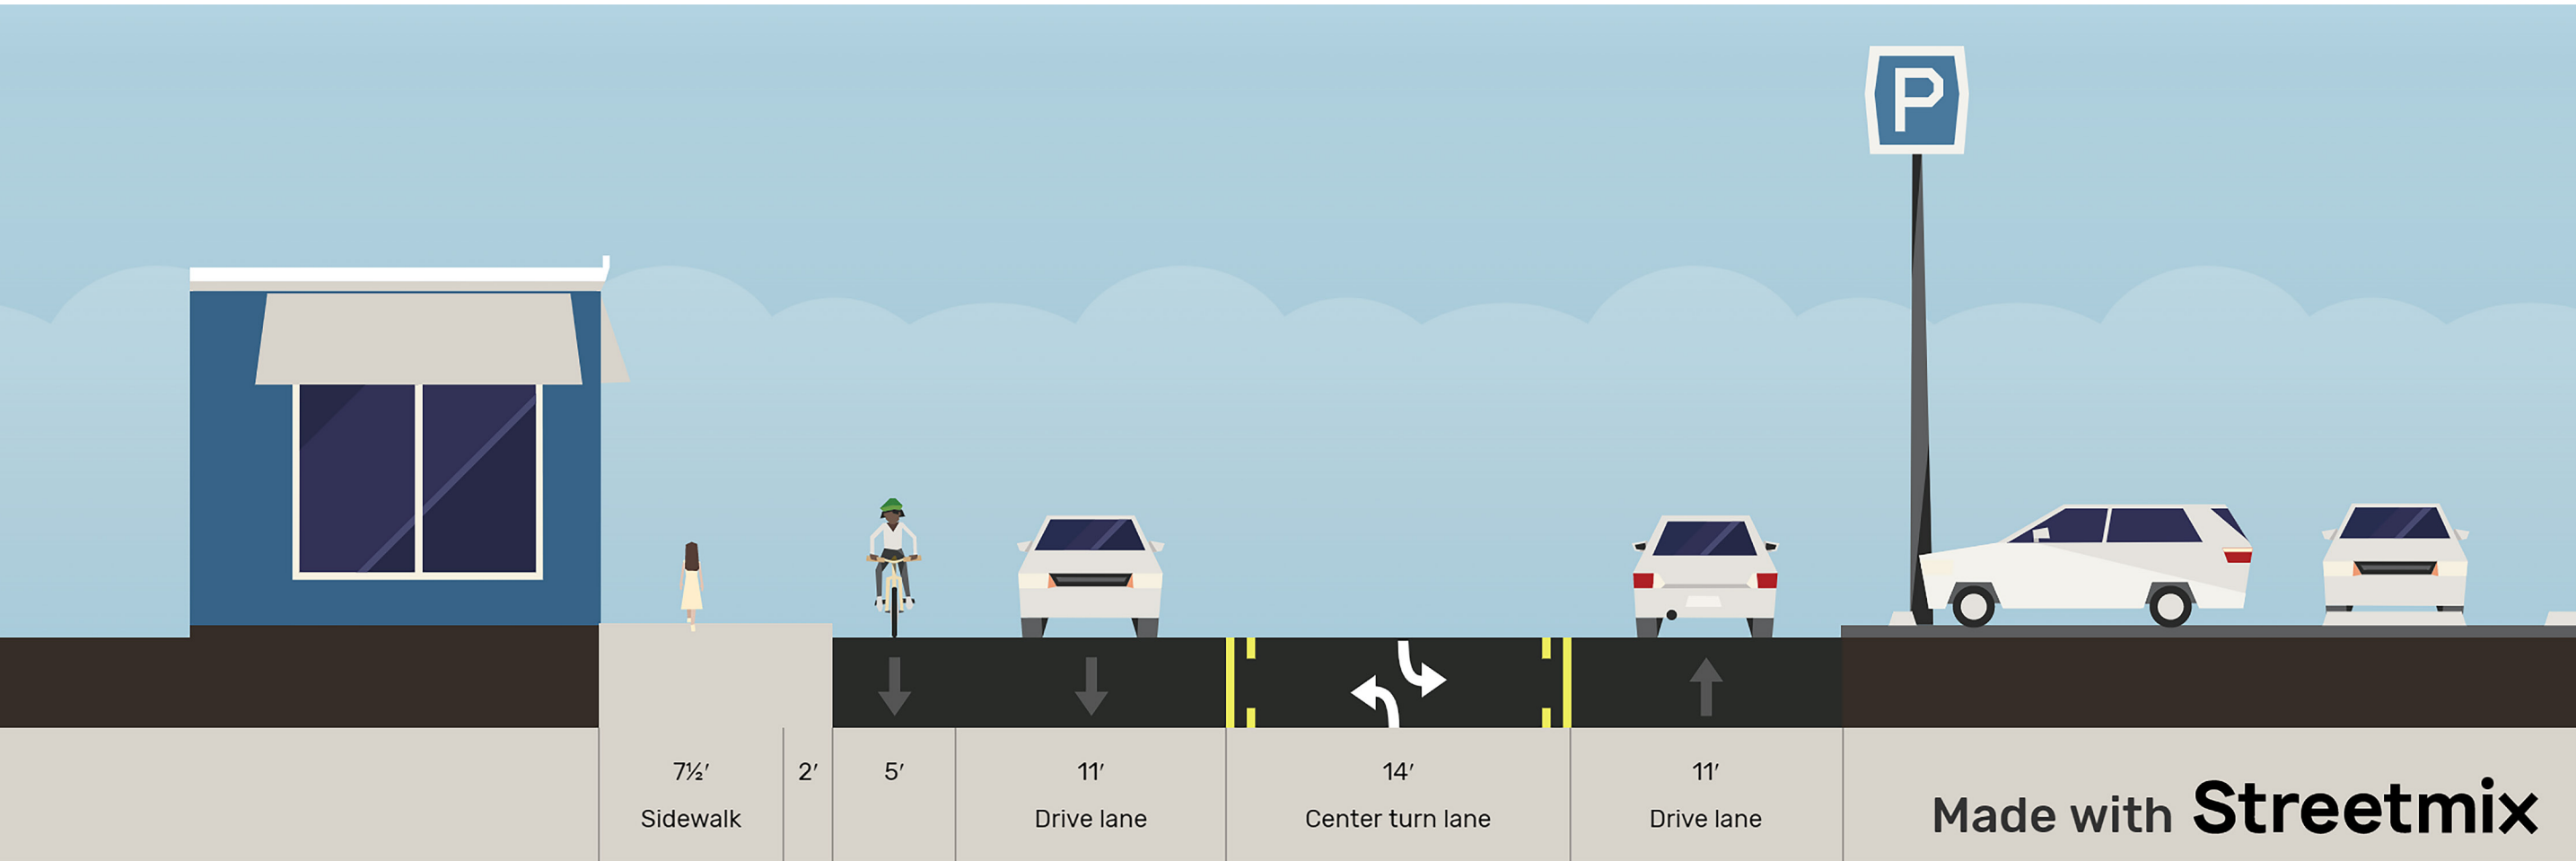 P
7½′
2′
5′
11′
14′
11′
Sidewalk
Drive lane
Center turn lane
Drive lane
Made with Streetmix